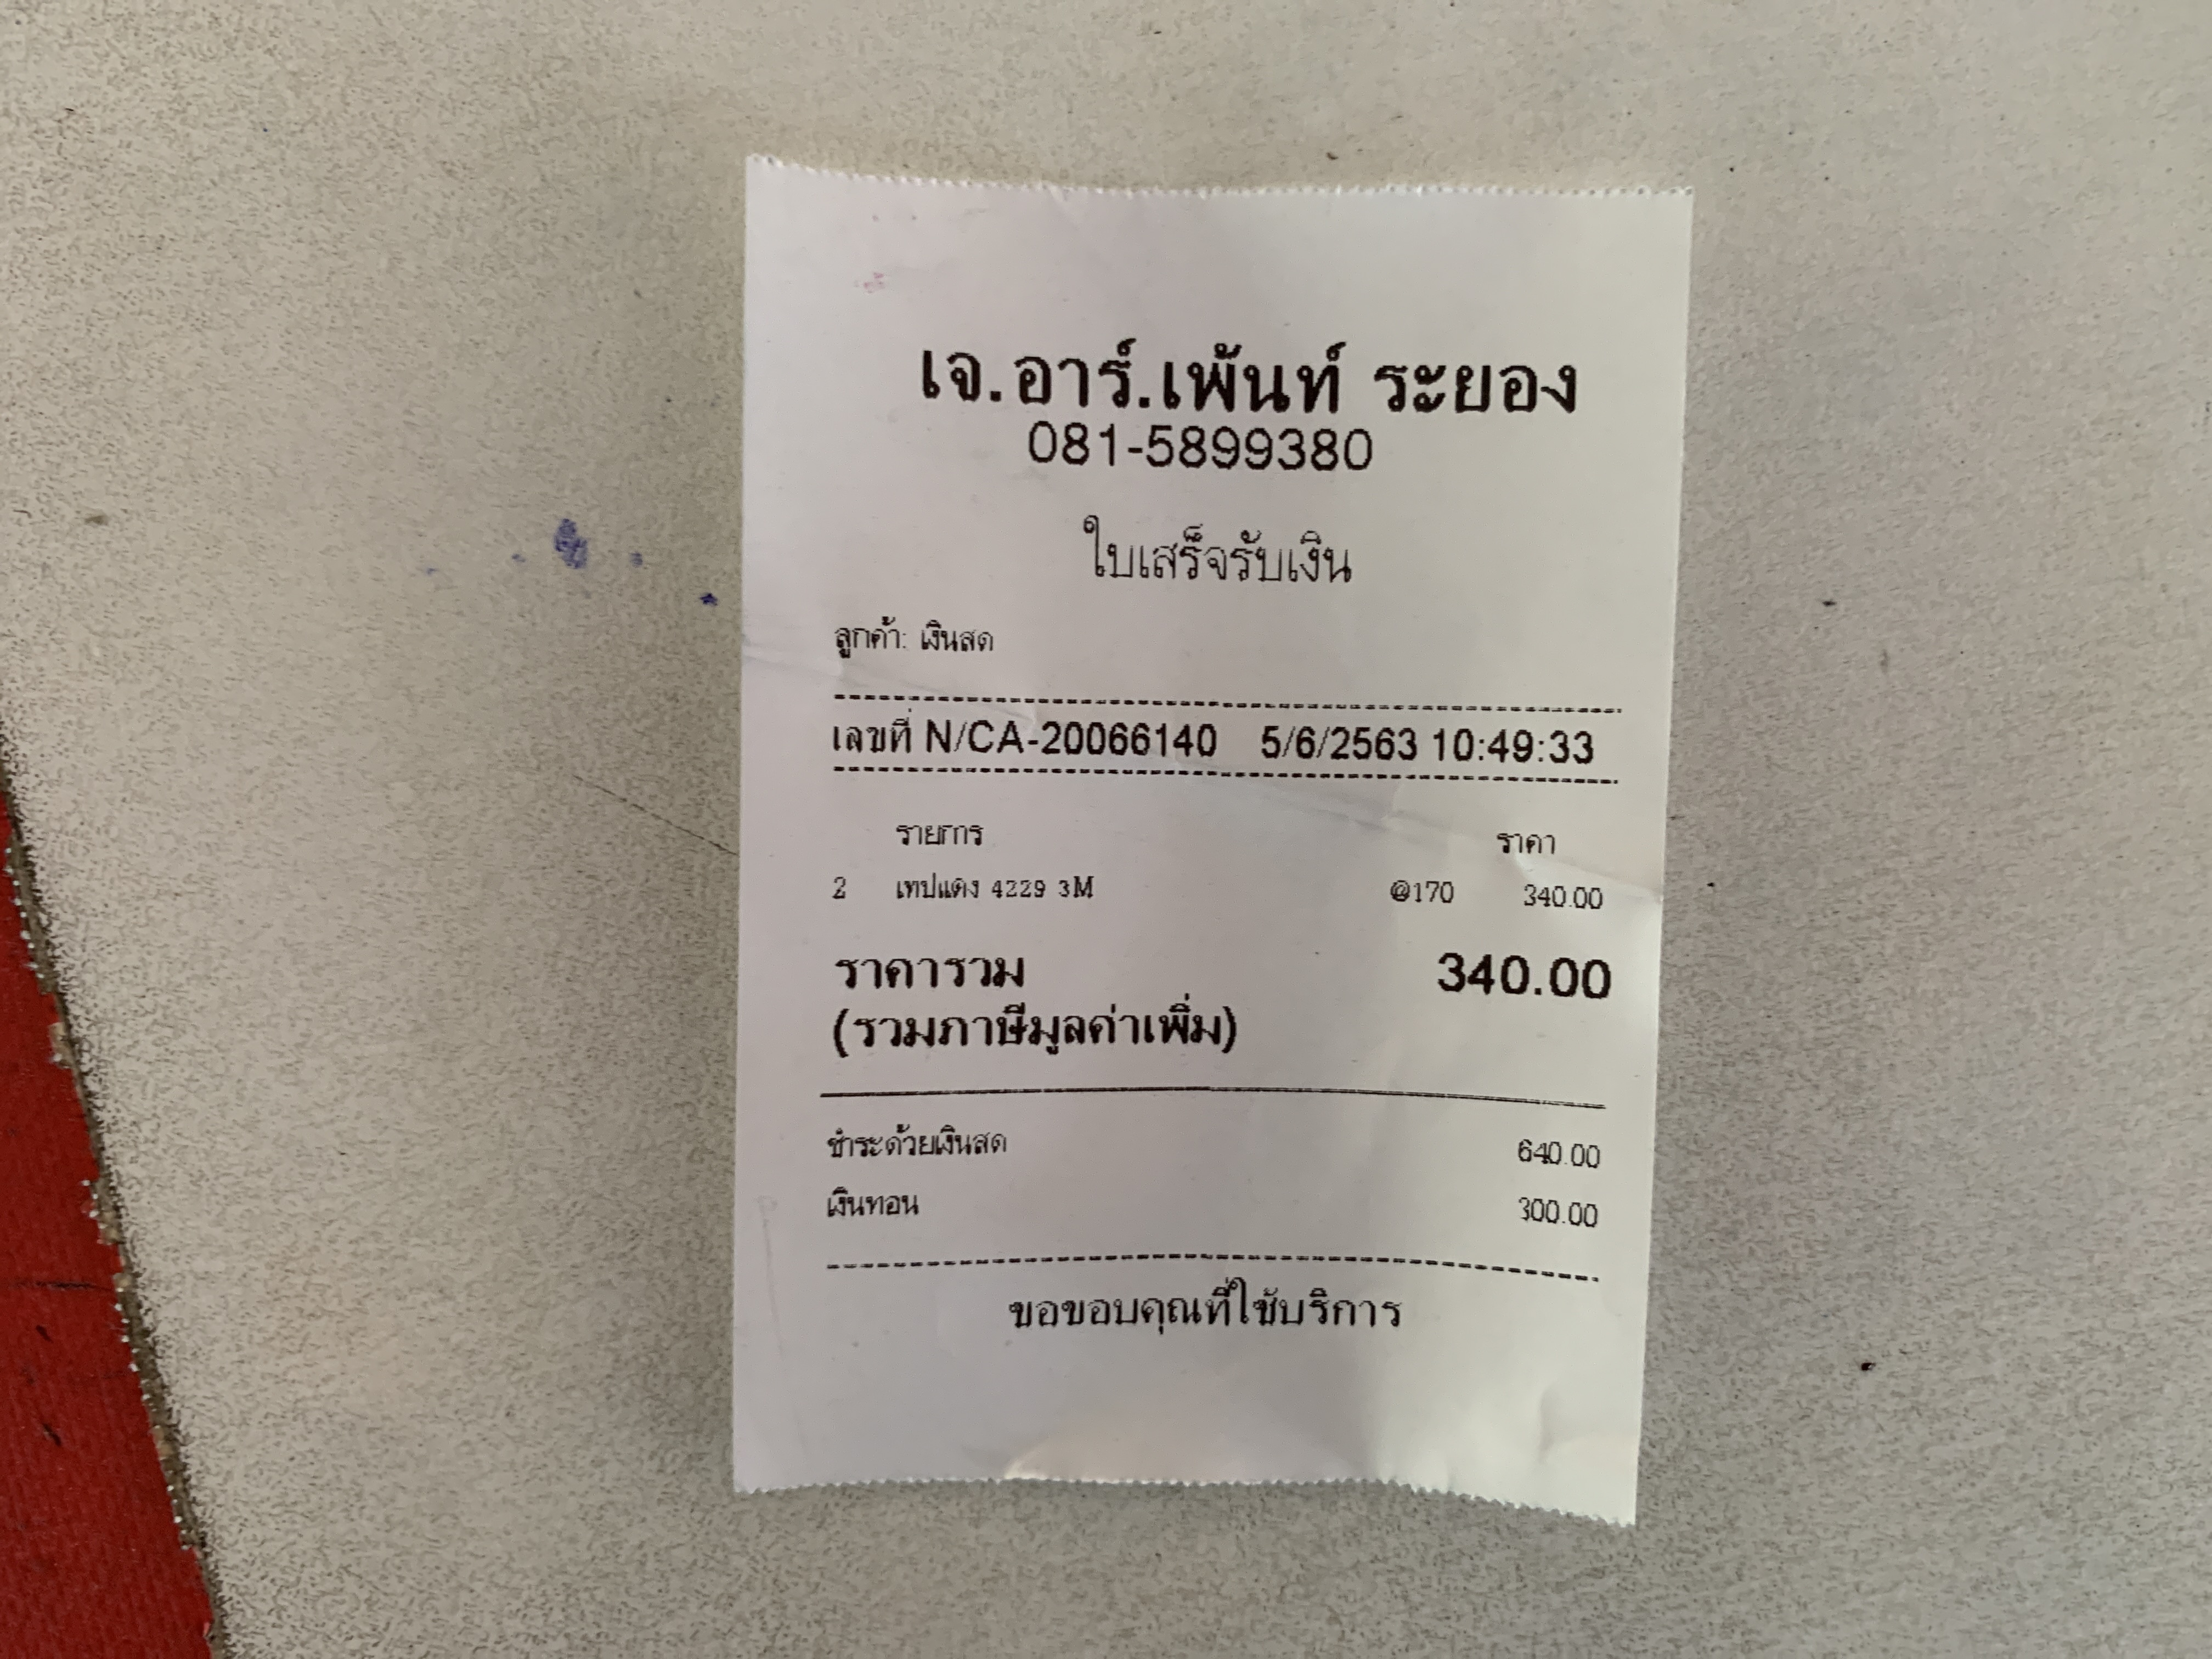 เจ.อาร์.เพ้นท์ ระยอง
081-5899380
ใบเสร็จรับเงิน
ลูกค้า: เงินสด
เลขที่ N/CA-20066140 5/6/2563 10:49:33
รายการ ราคา
2 เทปแดง 4229 3M @170 340.00
ราคารวม 340.00
(รวมภาษีมูลค่าเพิ่ม)
ชำระด้วยเงินสด 640.00
เงินทอน 300.00
ขอขอบคุณที่ใช้บริการ